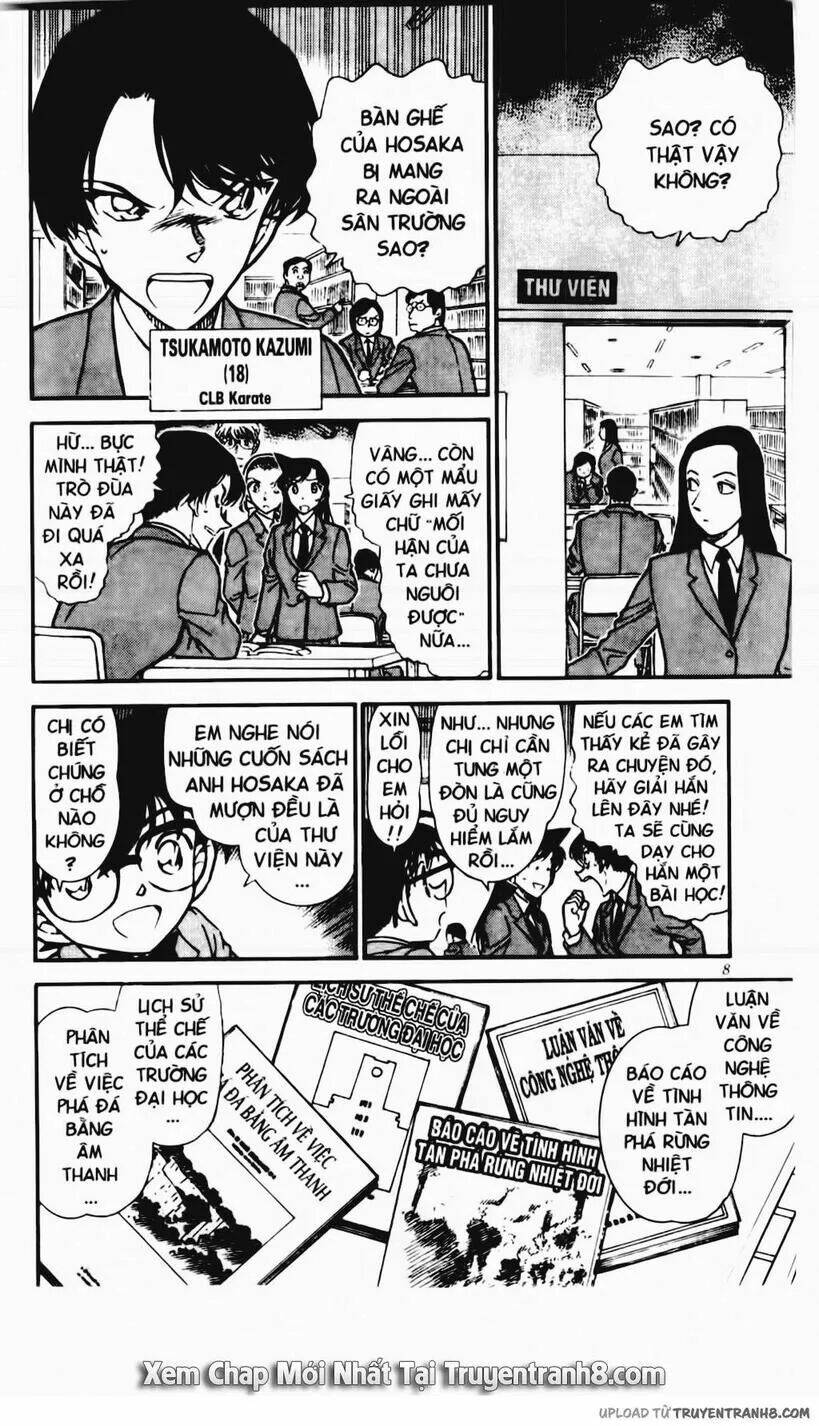 SAO? CÓ
THẬT VẬY
KHÔNG?
THƯ VIỆN
BÀN GHẾ
CỦA HOSAKA
BỊ MANG
RA NGOÀI
SÂN TRƯỜNG
SAO?
TSUKAMOTO KAZUMI
(18)
CLB Karate
VÂNG... CÒN
CÓ MỘT MẨU
GIẤY GHI MẤY
CHỮ "MỐI
HẬN CỦA
TA CHƯA
NGUÔI
ĐƯỢC"
NỮA...
HỪ... BỰC
MÌNH THẬT!
TRÒ ĐÙA
NÀY ĐÃ
ĐI QUÁ
XA
RỒI!
NẾU CÁC EM TÌM
THẤY KẺ ĐÃ GÂY
RA CHUYỆN ĐÓ,
HÃY GIẢI HẮN
LÊN ĐÂY NHÉ!
TA SẼ CŨNG
DẠY CHO
HẮN MỘT
BÀI HỌC!
NHƯ... NHƯNG
CHỊ CHỈ CẦN
TUNG MỘT
ĐÒN LÀ CŨNG
ĐỦ NGUY
HIỂM LẮM
RỒI...
XIN
LỖI
CHO
EM
HỎI
!!
EM NGHE NÓI
NHỮNG CUỐN SÁCH
ANH HOSAKA ĐÃ
MƯỢN ĐỀU LÀ
CỦA THƯ
VIỆN NÀY
...
CHỊ CÓ
BIẾT
CHÚNG
Ở CHỖ
NÀO
KHÔNG?
8
LUẬN
VĂN VỀ
CÔNG
NGHỆ
THÔNG
TIN....
BÁO CÁO
VỀ TÌNH
HÌNH TÀN
PHÁ RỪNG
NHIỆT
ĐỚI...
LỊCH SỬ
THỂ CHẾ
CỦA CÁC
TRƯỜNG
ĐẠI HỌC
...
PHÂN
TÍCH
VỀ VIỆC
PHÁ ĐÁ
BẰNG
ÂM
THANH
...
LỊCH SỬ THỂ CHẾ CỦA
CÁC TRƯỜNG ĐẠI HỌC
LUẬN VĂN VỀ
CÔNG NGHỆ THÔ
PHÂN TÍCH VỀ VIỆC
ĐÁ BẰNG ÂM THANH
BÁO CÁO VỀ TÌNH HÌNH
TÀN PHÁ RỪNG NHIỆT ĐỚI
Xem Chap Mới Nhất Tại Truyentranh8.com
UPLOAD TỪ TRUYENTRANH8.COM